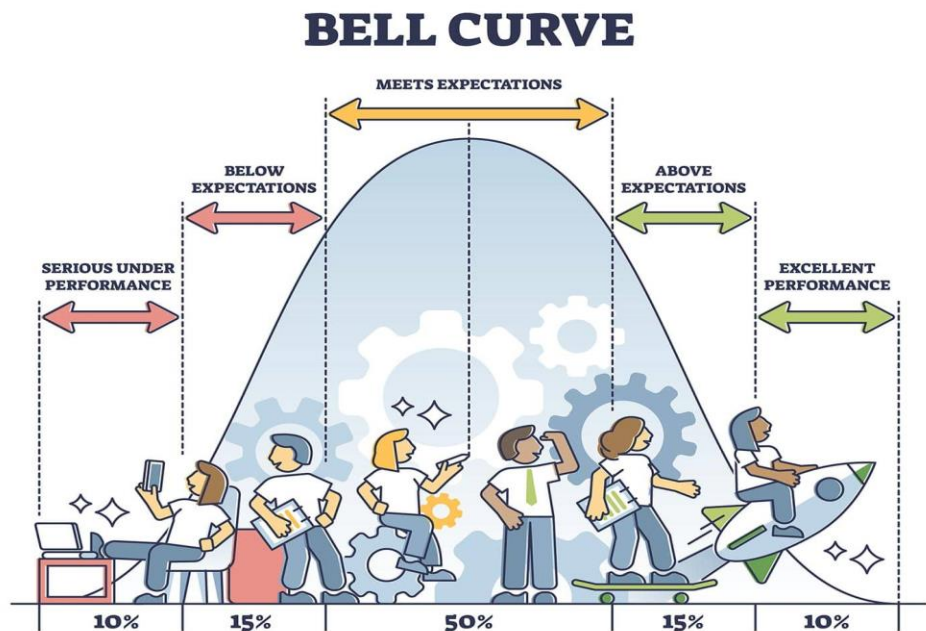 BELL CURVE
MEETS EXPECTATIONS
BELOW
EXPECTATIONS
ABOVE
EXPECTATIONS
SERIOUS UNDER
PERFORMANCE
EXCELLENT
PERFORMANCE
10% 15% 50% 15% 10%